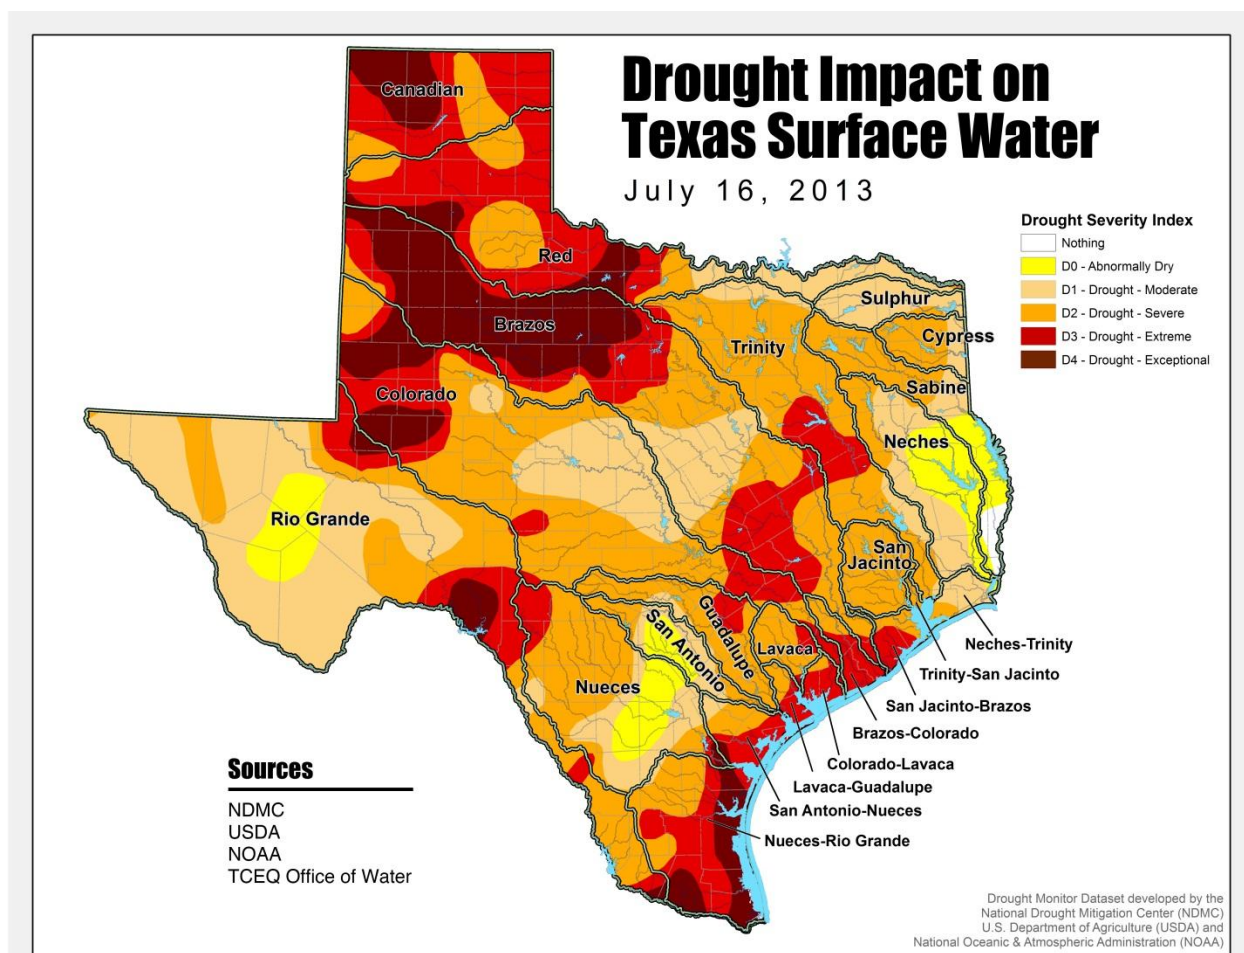 Drought Impact on
Texas Surface Water
July 16, 2013
Drought Severity Index
Nothing
D0 - Abnormally Dry
D1 - Drought - Moderate
D2 - Drought - Severe
D3 - Drought - Extreme
D4 - Drought - Exceptional
Canadian
Red
Brazos
Sulphur
Cypress
Trinity
Sabine
Colorado
Neches
Rio Grande
San
Jacinto
Guadalupe
San Antonio
Lavaca
Nueces
Neches-Trinity
Trinity-San Jacinto
San Jacinto-Brazos
Brazos-Colorado
Colorado-Lavaca
Lavaca-Guadalupe
San Antonio-Nueces
Nueces-Rio Grande
Sources
NDMC
USDA
NOAA
TCEQ Office of Water
Drought Monitor Dataset developed by the
National Drought Mitigation Center (NDMC)
U.S. Department of Agriculture (USDA) and
National Oceanic & Atmospheric Administration (NOAA)